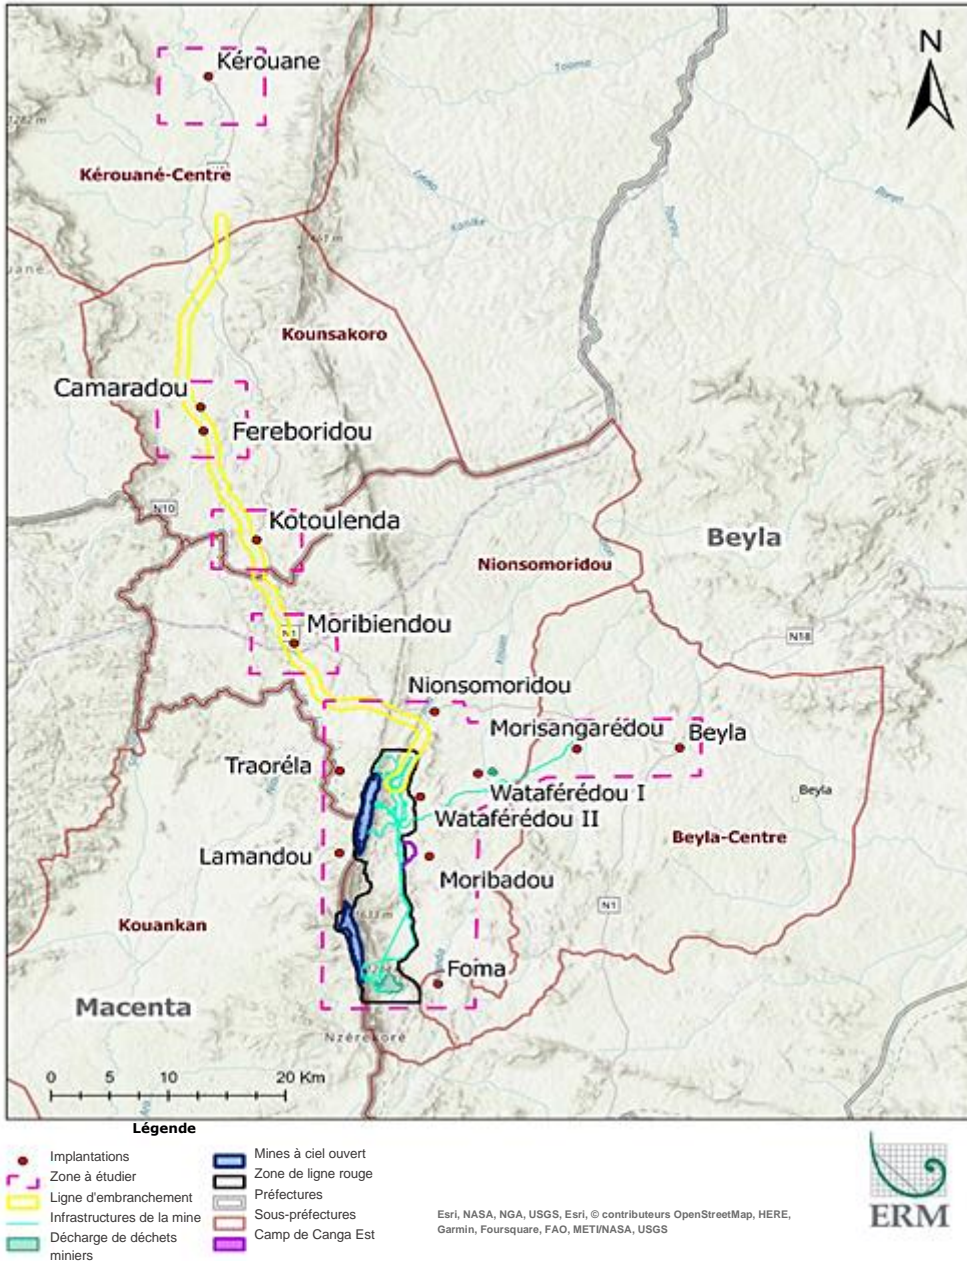 N
Kérouane
1282 m
Kérouané-Centre
Kounsakoro
Camaradou
Fereboridou
N10
Kotoulenda
Beyla
Nionsomoridou
Moribiendou
N1
N18
Nionsomoridou
Morisangarédou
Beyla
Traoréla
Wataférédou I
Beyla
Wataférédou II
Beyla-Centre
Lamandou
Moribadou
N1
Kouankan
1633 m
Foma
Macenta
Nzérékoré
0 5 10 20 Km
Légende
Implantations
Zone à étudier
Ligne d'embranchement
Infrastructures de la mine
Décharge de déchets
miniers
Mines à ciel ouvert
Zone de ligne rouge
Préfectures
Sous-préfectures
Camp de Canga Est
Esri, NASA, NGA, USGS, Esri, © contributeurs OpenStreetMap, HERE,
Garmin, Foursquare, FAO, METI/NASA, USGS
ERM